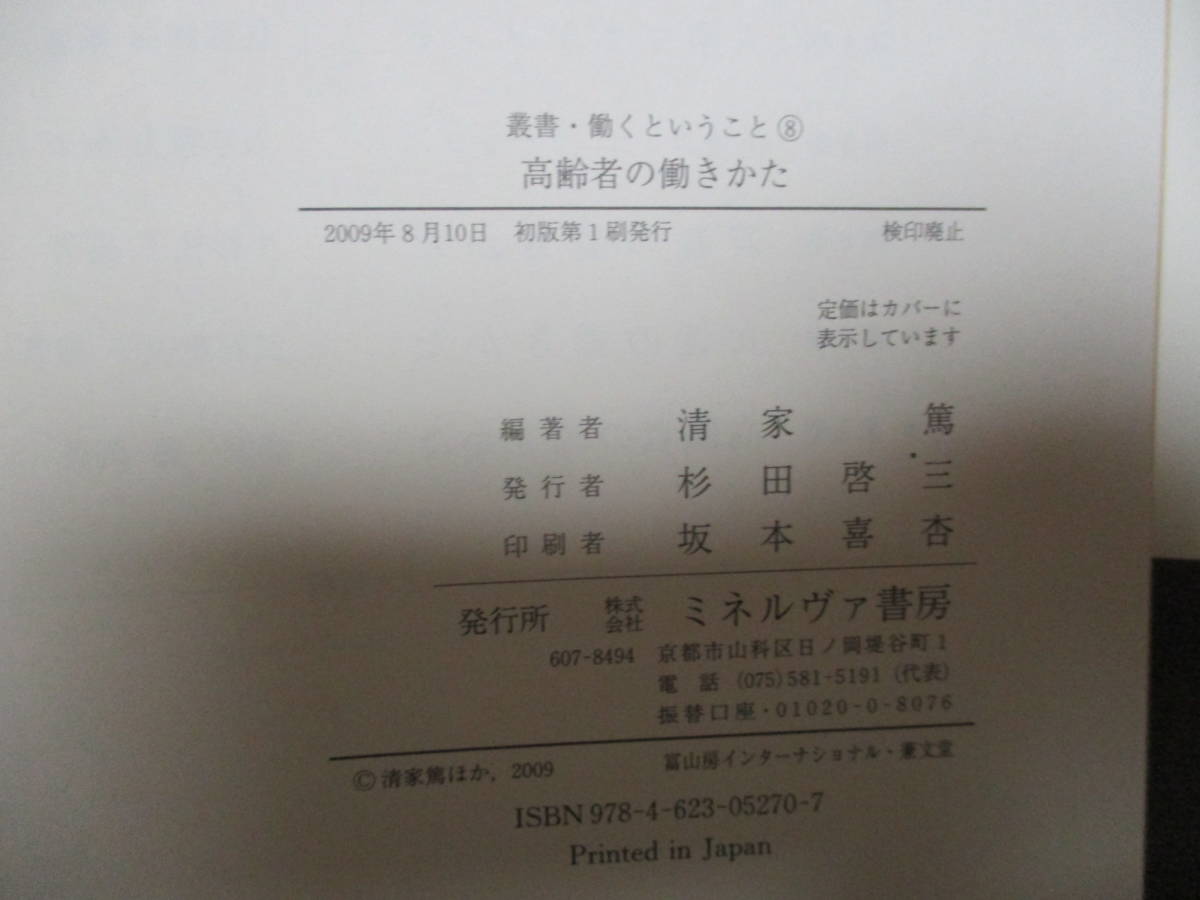 叢書・働くということ⑧
高齢者の働きかた
2009年8月10日 初版第1刷発行 検印廃止
定価はカバーに
表示しています
編著者 清家 篤
発行者 杉田啓三
印刷者 坂本喜杏
発行所 株式会社 ミネルヴァ書房
607-8494 京都市山科区日ノ岡堤谷町1
電話 (075)581-5191 (代表)
振替口座・01020-0-8076
© 清家篤ほか, 2009 冨山房インターナショナル・兼文堂
ISBN 978-4-623-05270-7
Printed in Japan